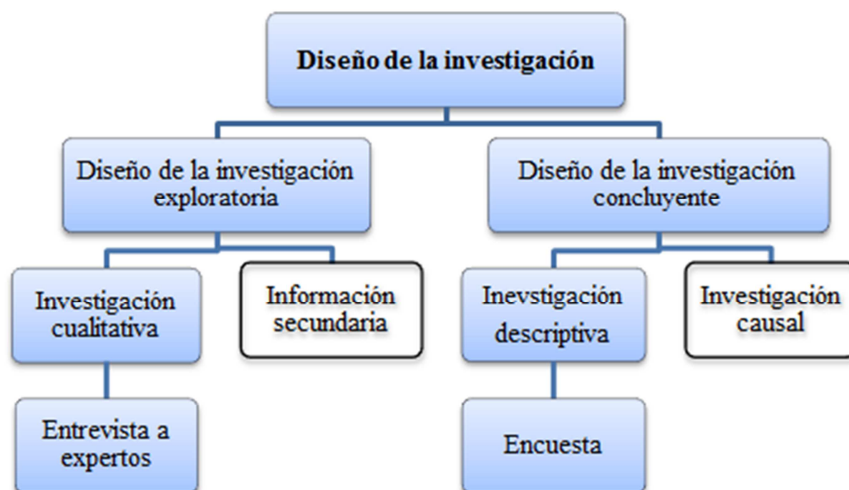 Diseño de la investigación
Diseño de la investigación
exploratoria
Diseño de la investigación
concluyente
Investigación
cualitativa
Información
secundaria
Inevstigación
descriptiva
Investigación
causal
Entrevista a
expertos
Encuesta